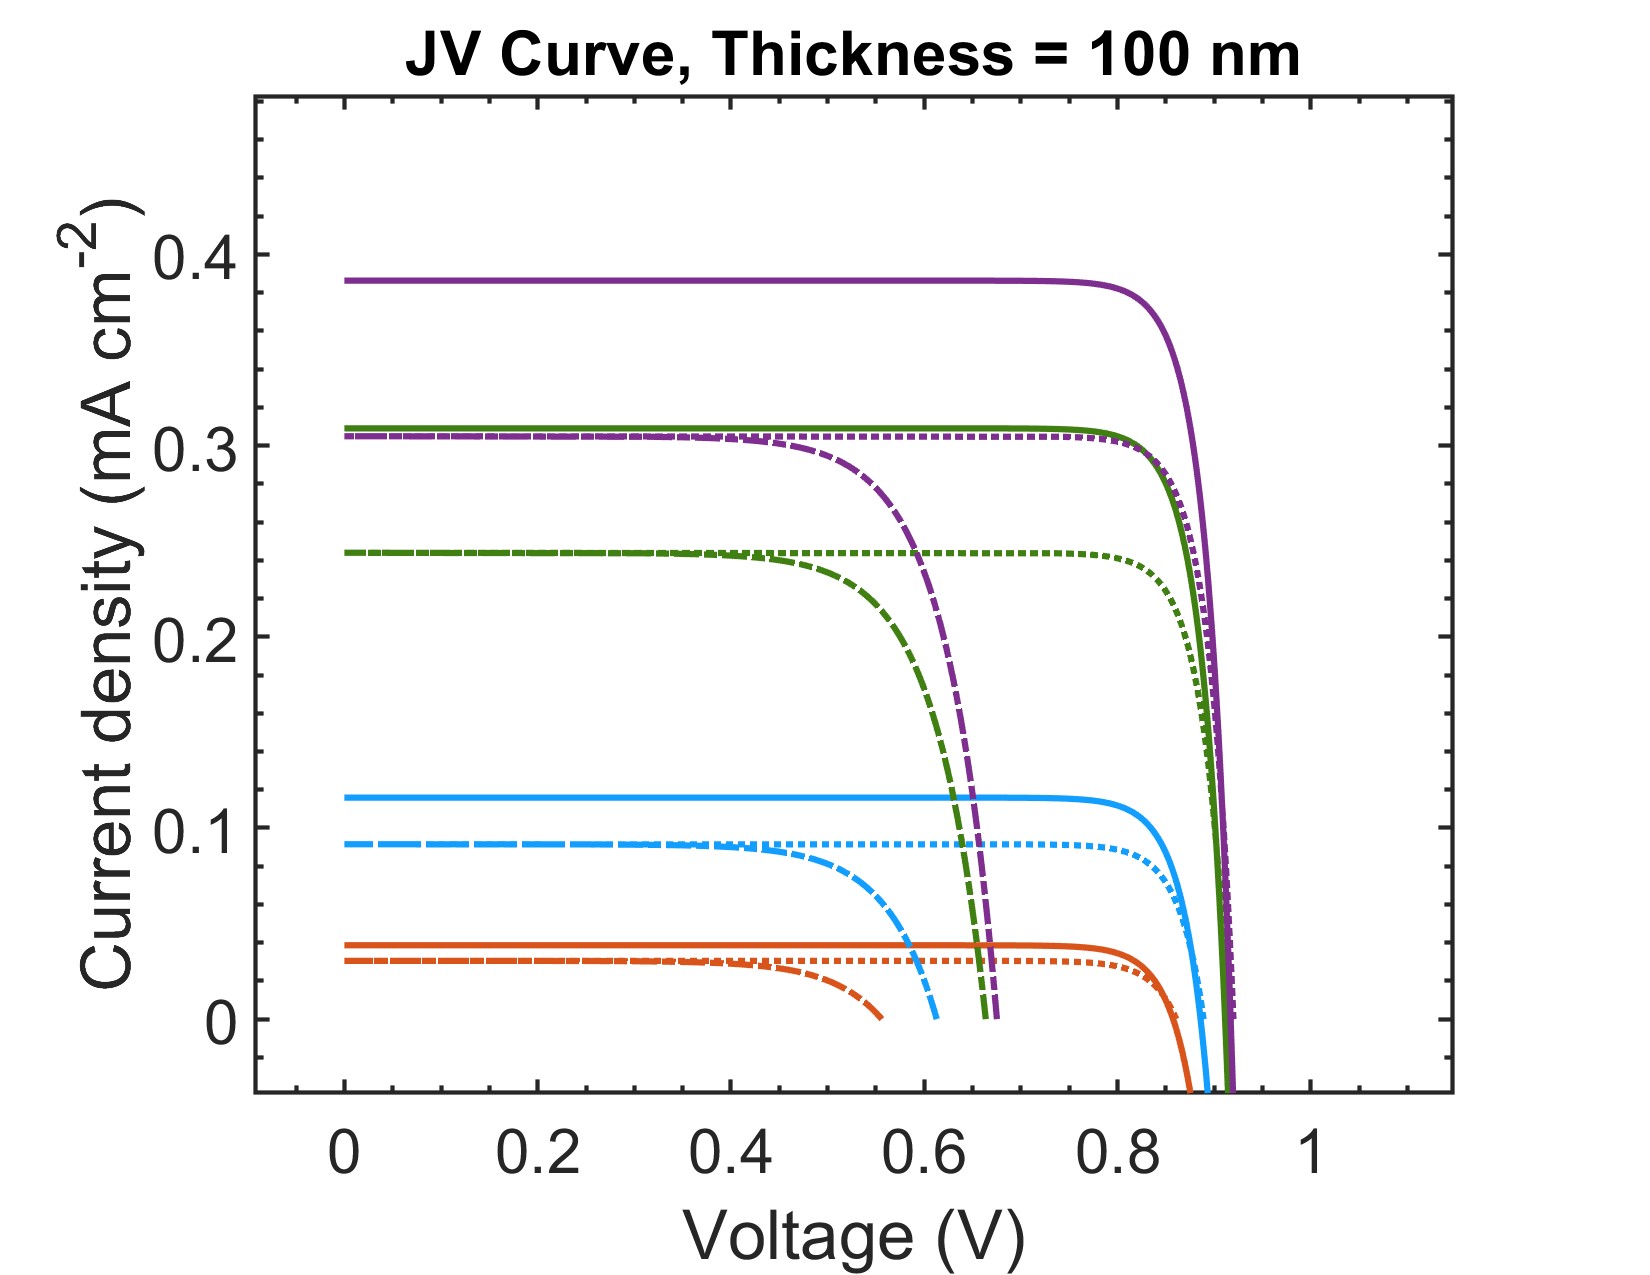 JV Curve, Thickness = 100 nm
Current density (mA cm-2)
0.4
0.3
0.2
0.1
0
0 0.2 0.4 0.6 0.8 1
Voltage (V)